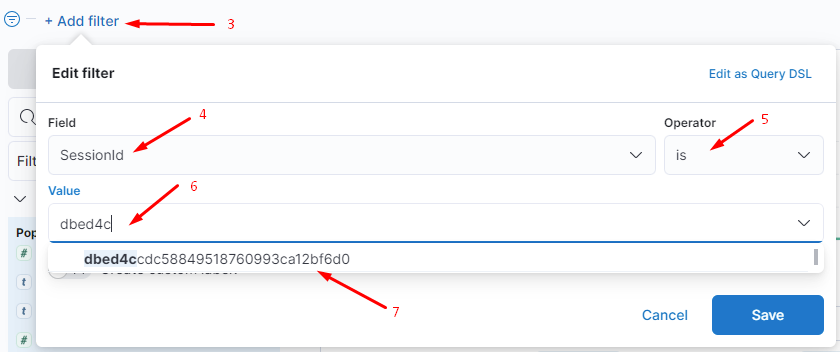 + Add filter
3
Edit filter
Edit as Query DSL
Field
4
Operator
5
SessionId
is
Filt
Value
6
dbed4c
Pop
dbed4ccdc58849518760993ca12bf6d0
#
t
7
t
Cancel
Save
#